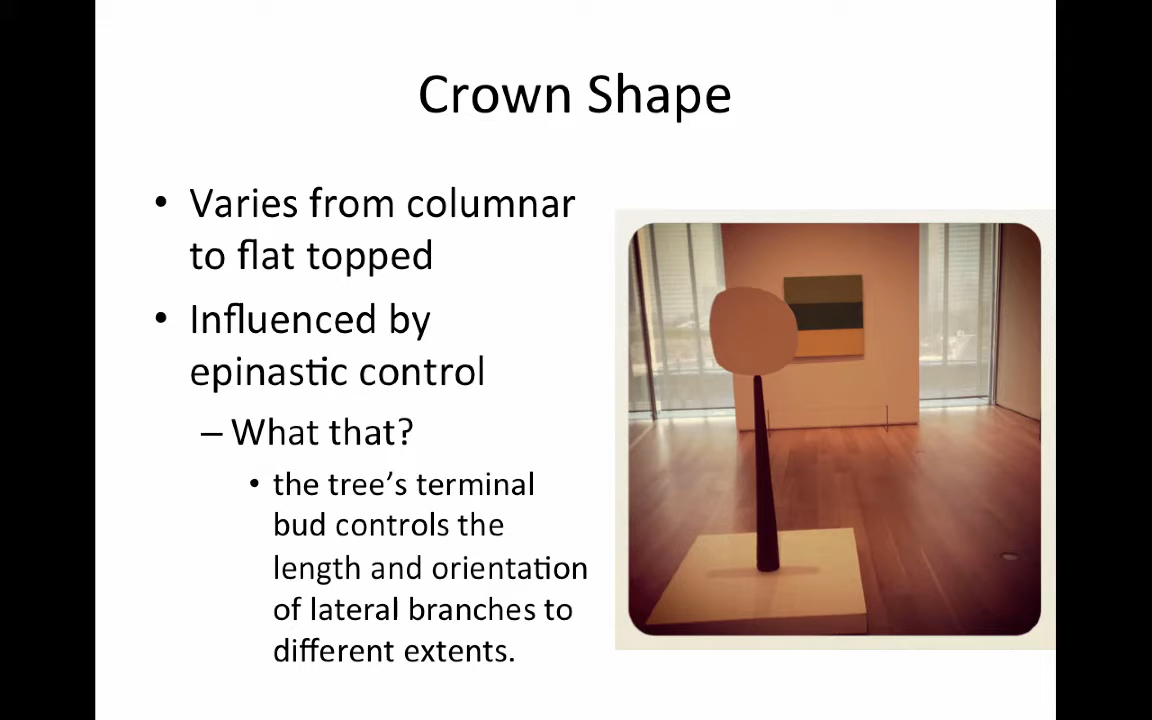 Crown Shape
• Varies from columnar
to flat topped
• Influenced by
epinastic control
– What that?
• the tree’s terminal
bud controls the
length and orientation
of lateral branches to
different extents.